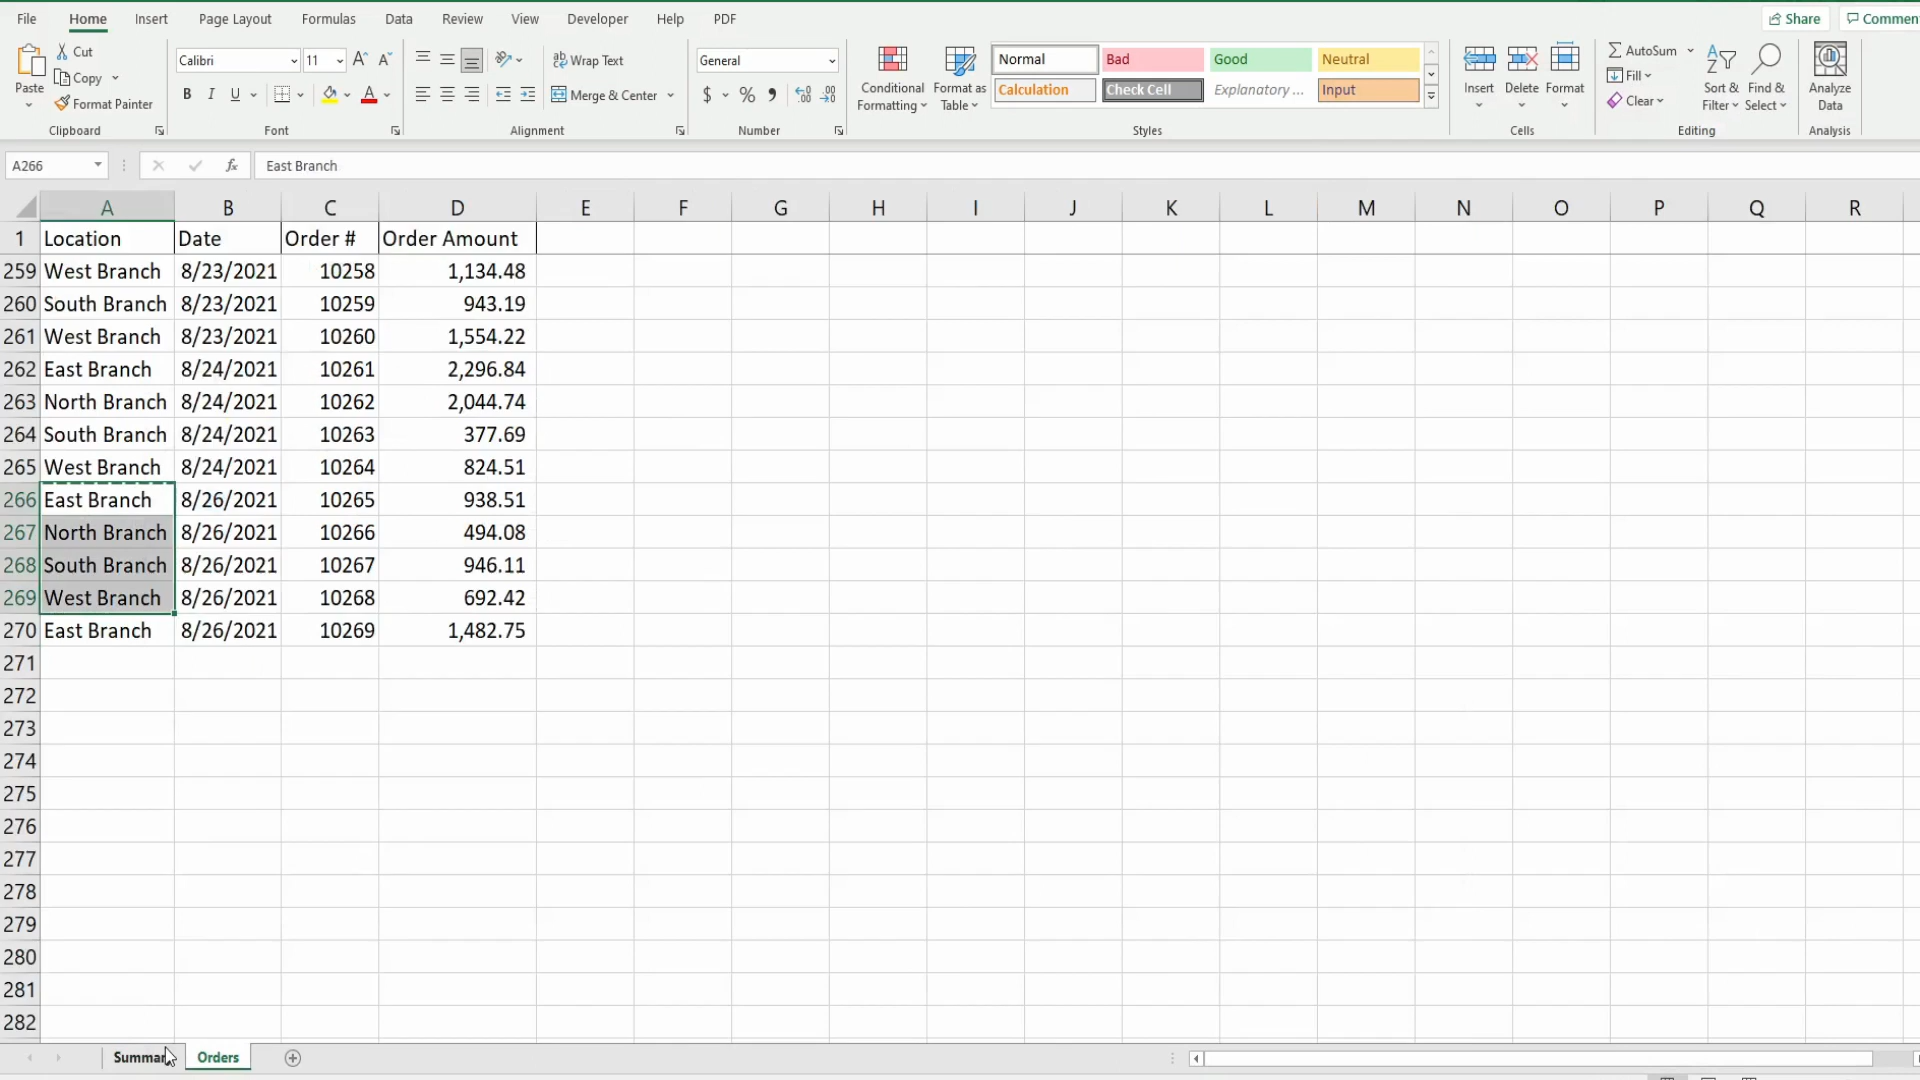 File Home Insert Page Layout Formulas Data Review View Developer Help PDF Share
Paste Cut Copy Format Painter Clipboard
Calibri 11 B I U Font
Wrap Text Merge & Center Alignment
General $ % Number
Conditional Formatting Format as Table
Normal Bad Good Neutral
Calculation Check Cell Explanatory ... Input
Styles
Insert Delete Format Cells
AutoSum Fill Clear Sort & Filter Find & Select Editing
Analyze Data Analysis
A266 fx East Branch
A B C D E F G H I J K L M N O P Q R
1 Location Date Order # Order Amount
259 West Branch 8/23/2021 10258 1,134.48
260 South Branch 8/23/2021 10259 943.19
261 West Branch 8/23/2021 10260 1,554.22
262 East Branch 8/24/2021 10261 2,296.84
263 North Branch 8/24/2021 10262 2,044.74
264 South Branch 8/24/2021 10263 377.69
265 West Branch 8/24/2021 10264 824.51
266 East Branch 8/26/2021 10265 938.51
267 North Branch 8/26/2021 10266 494.08
268 South Branch 8/26/2021 10267 946.11
269 West Branch 8/26/2021 10268 692.42
270 East Branch 8/26/2021 10269 1,482.75
271
272
273
274
275
276
277
278
279
280
281
282
Orders